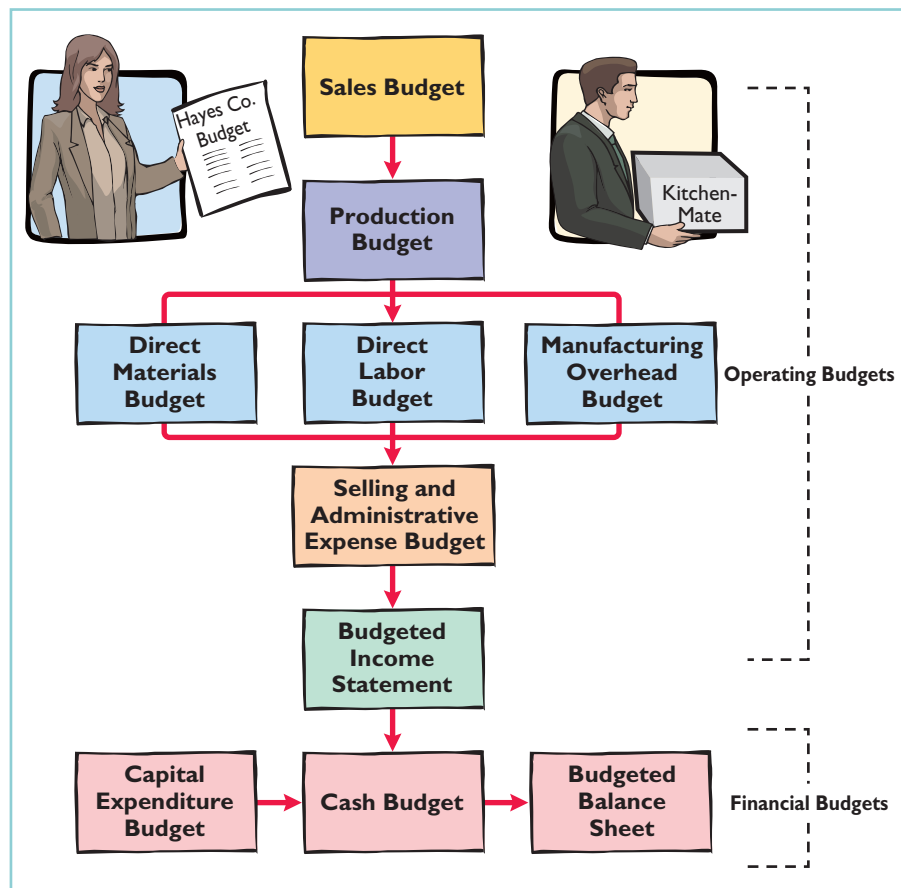 Hayes Co.
Budget
Sales Budget
Kitchen-
Mate
Production
Budget
Direct
Materials
Budget
Direct
Labor
Budget
Manufacturing
Overhead
Budget
Operating Budgets
Selling and
Administrative
Expense Budget
Budgeted
Income
Statement
Capital
Expenditure
Budget
Cash Budget
Budgeted
Balance
Sheet
Financial Budgets